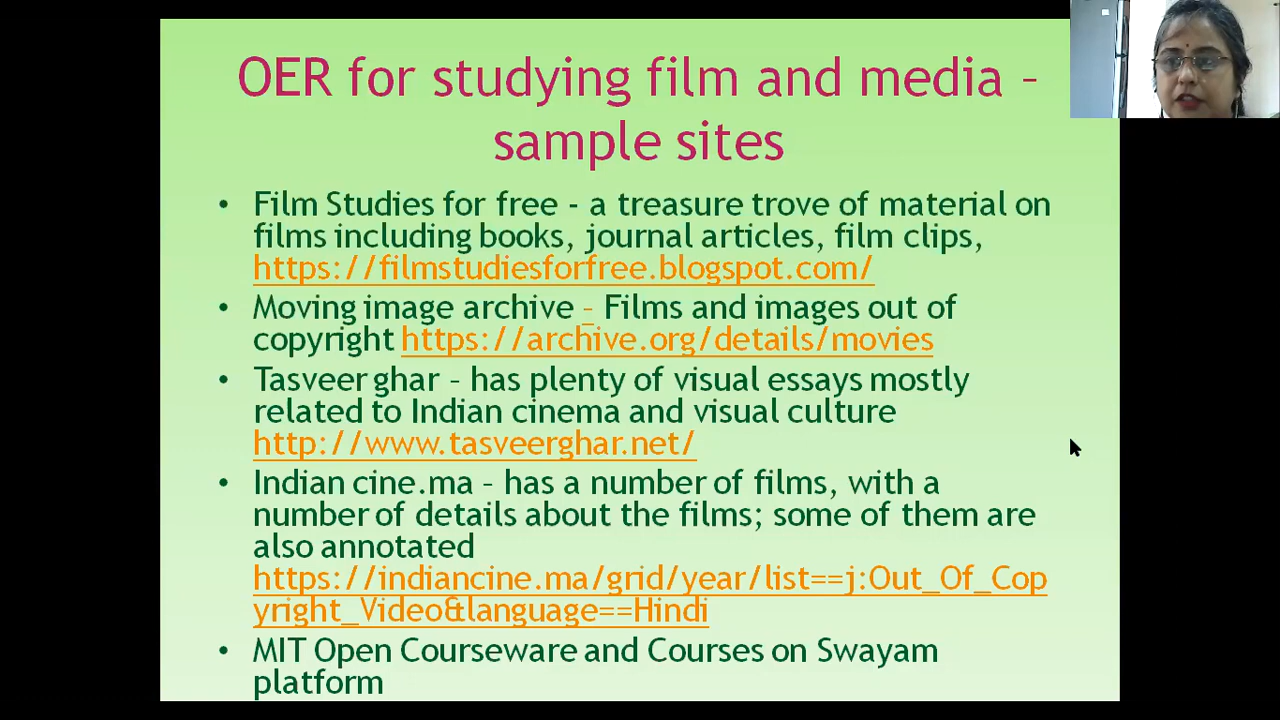 OER for studying film and media –
sample sites
• Film Studies for free - a treasure trove of material on
films including books, journal articles, film clips,
https://filmstudiesforfree.blogspot.com/
• Moving image archive – Films and images out of
copyright https://archive.org/details/movies
• Tasveer ghar – has plenty of visual essays mostly
related to Indian cinema and visual culture
http://www.tasveerghar.net/
• Indian cine.ma – has a number of films, with a
number of details about the films; some of them are
also annotated
https://indiancine.ma/grid/year/list==j:Out_Of_Cop
yright_Video&language==Hindi
• MIT Open Courseware and Courses on Swayam
platform